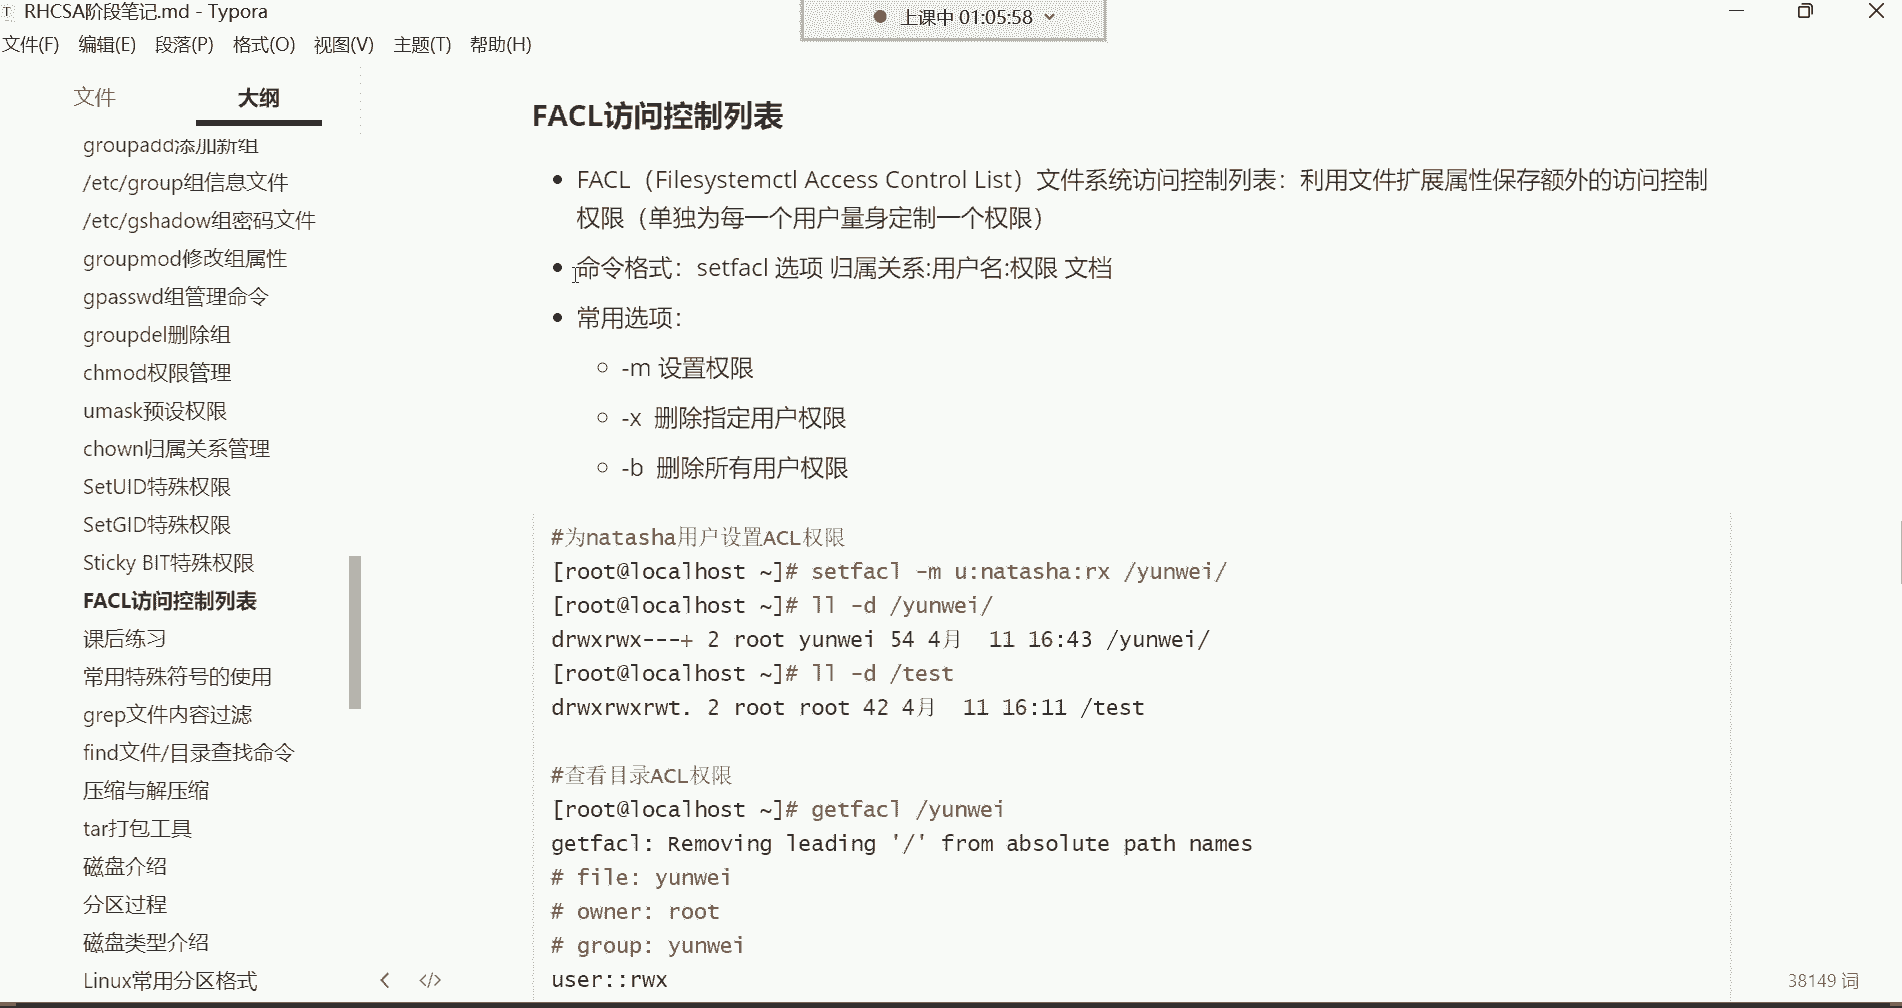 RHCSA阶段笔记.md - Typora
上课中 01:05:58
文件(F) 编辑(E) 段落(P) 格式(O) 视图(V) 主题(T) 帮助(H)
文件 大纲
groupadd添加新组
/etc/group组信息文件
/etc/gshadow组密码文件
groupmod修改组属性
gpasswd组管理命令
groupdel删除组
chmod权限管理
umask预设权限
chown归属关系管理
SetUID特殊权限
SetGID特殊权限
Sticky BIT特殊权限
FACL访问控制列表
课后练习
常用特殊符号的使用
grep文件内容过滤
find文件/目录查找命令
压缩与解压缩
tar打包工具
磁盘介绍
分区过程
磁盘类型介绍
Linux常用分区格式
FACL访问控制列表
FACL（Filesystemctl Access Control List）文件系统访问控制列表：利用文件扩展属性保存额外的访问控制
权限（单独为每一个用户量身定制一个权限）
命令格式：setfacl 选项 归属关系:用户名:权限 文档
常用选项：
-m 设置权限
-x 删除指定用户权限
-b 删除所有用户权限
#为natasha用户设置ACL权限
[root@localhost ~]# setfacl -m u:natasha:rx /yunwei/
[root@localhost ~]# ll -d /yunwei/
drwxrwx---+ 2 root yunwei 54 4月  11 16:43 /yunwei/
[root@localhost ~]# ll -d /test
drwxrwxrwt. 2 root root 42 4月  11 16:11 /test
#查看目录ACL权限
[root@localhost ~]# getfacl /yunwei
getfacl: Removing leading '/' from absolute path names
# file: yunwei
# owner: root
# group: yunwei
user::rwx
38149 词